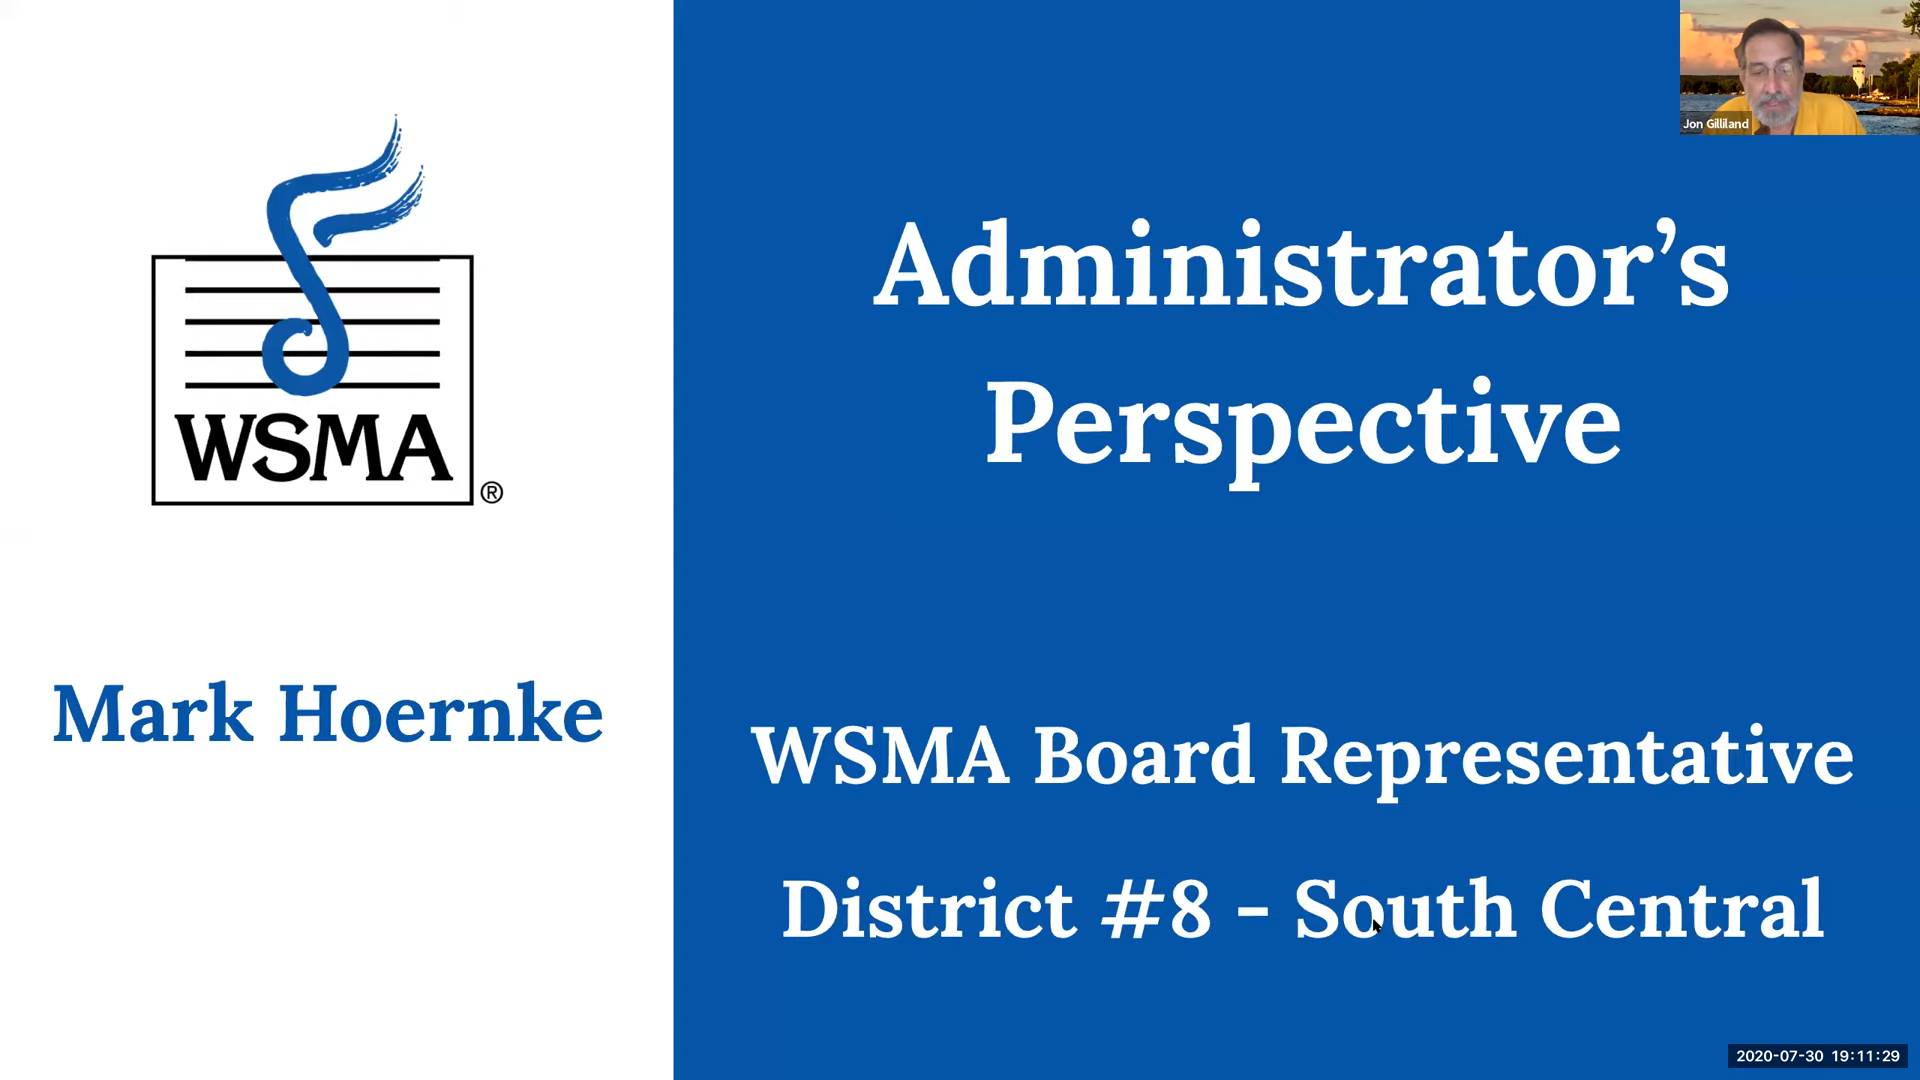 WSMA
®
Mark Hoernke
Administrator’s
Perspective
WSMA Board Representative
District #8 - South Central
Jon Gilliland
2020-07-30 19:11:29